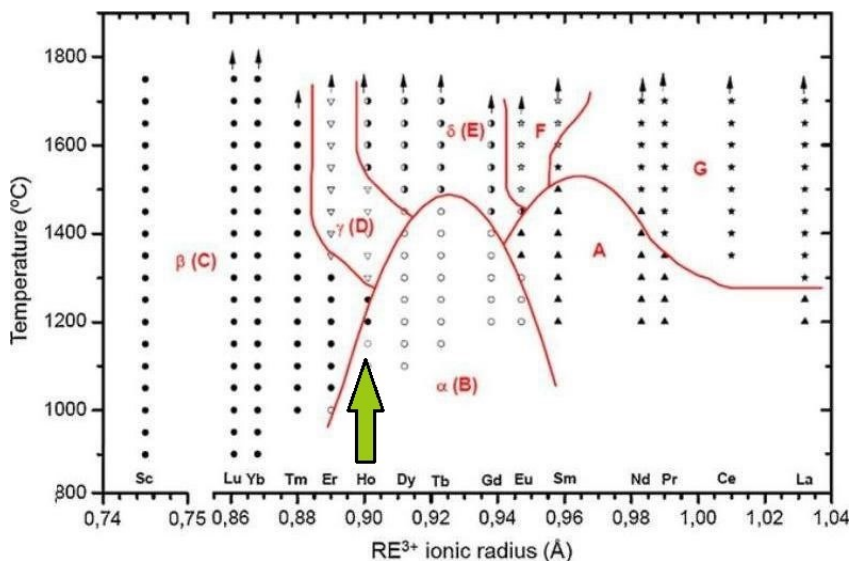 1800
1600
1400
1200
1000
800
Temperature (ºC)
β (C)
γ (D)
δ (E)
F
G
A
α (B)
Sc Lu Yb Tm Er Ho Dy Tb Gd Eu Sm Nd Pr Ce La
0,74 0,75 0,86 0,88 0,90 0,92 0,94 0,96 0,98 1,00 1,02 1,04
RE³⁺ ionic radius (Å)